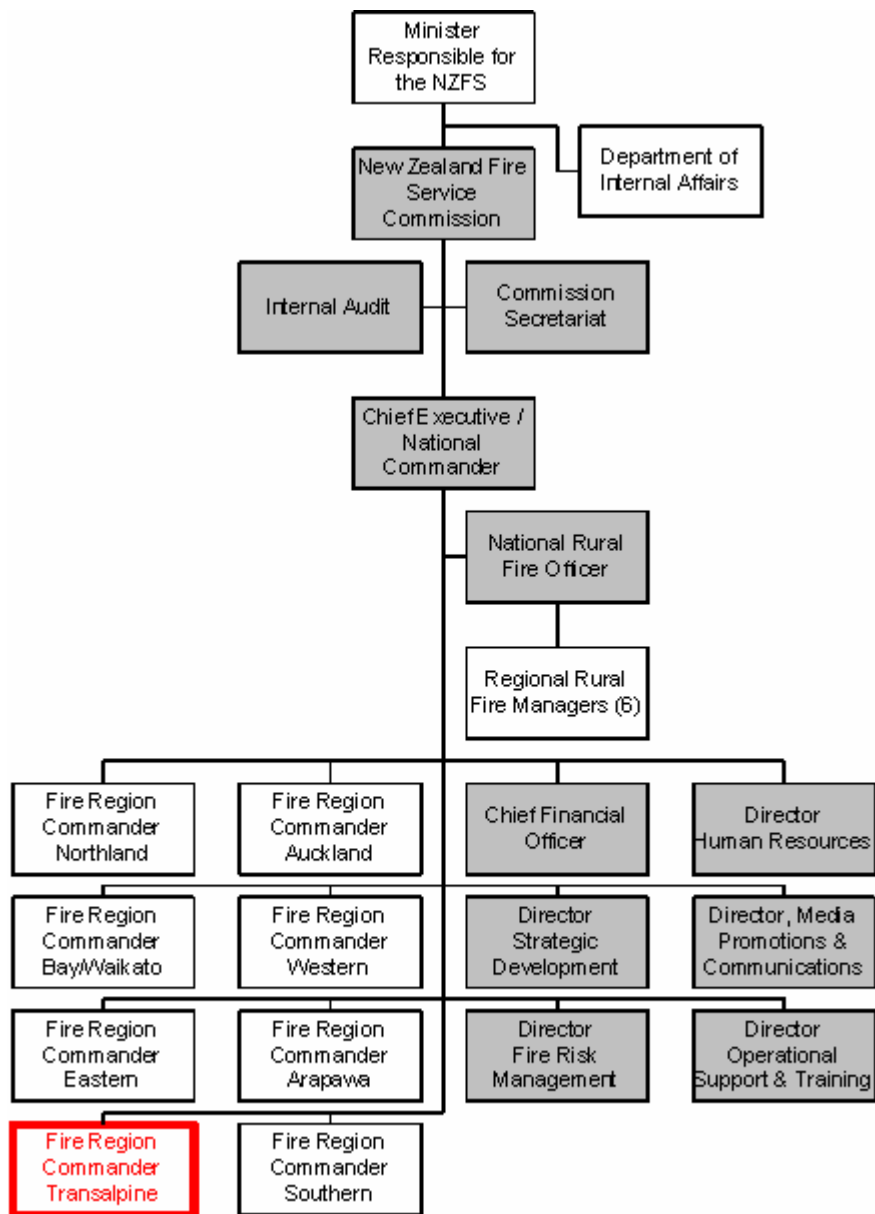 Minister
Responsible for
the NZFS
Department of
Internal Affairs
New Zealand Fire
Service
Commission
Internal Audit
Commission
Secretariat
Chief Executive /
National
Commander
National Rural
Fire Officer
Regional Rural
Fire Managers (6)
Fire Region
Commander
Northland
Fire Region
Commander
Auckland
Chief Financial
Officer
Director
Human Resources
Fire Region
Commander
Bay/Waikato
Fire Region
Commander
Western
Director
Strategic
Development
Director, Media
Promotions &
Communications
Fire Region
Commander
Eastern
Fire Region
Commander
Arapawa
Director
Fire Risk
Management
Director
Operational
Support & Training
Fire Region
Commander
Transalpine
Fire Region
Commander
Southern